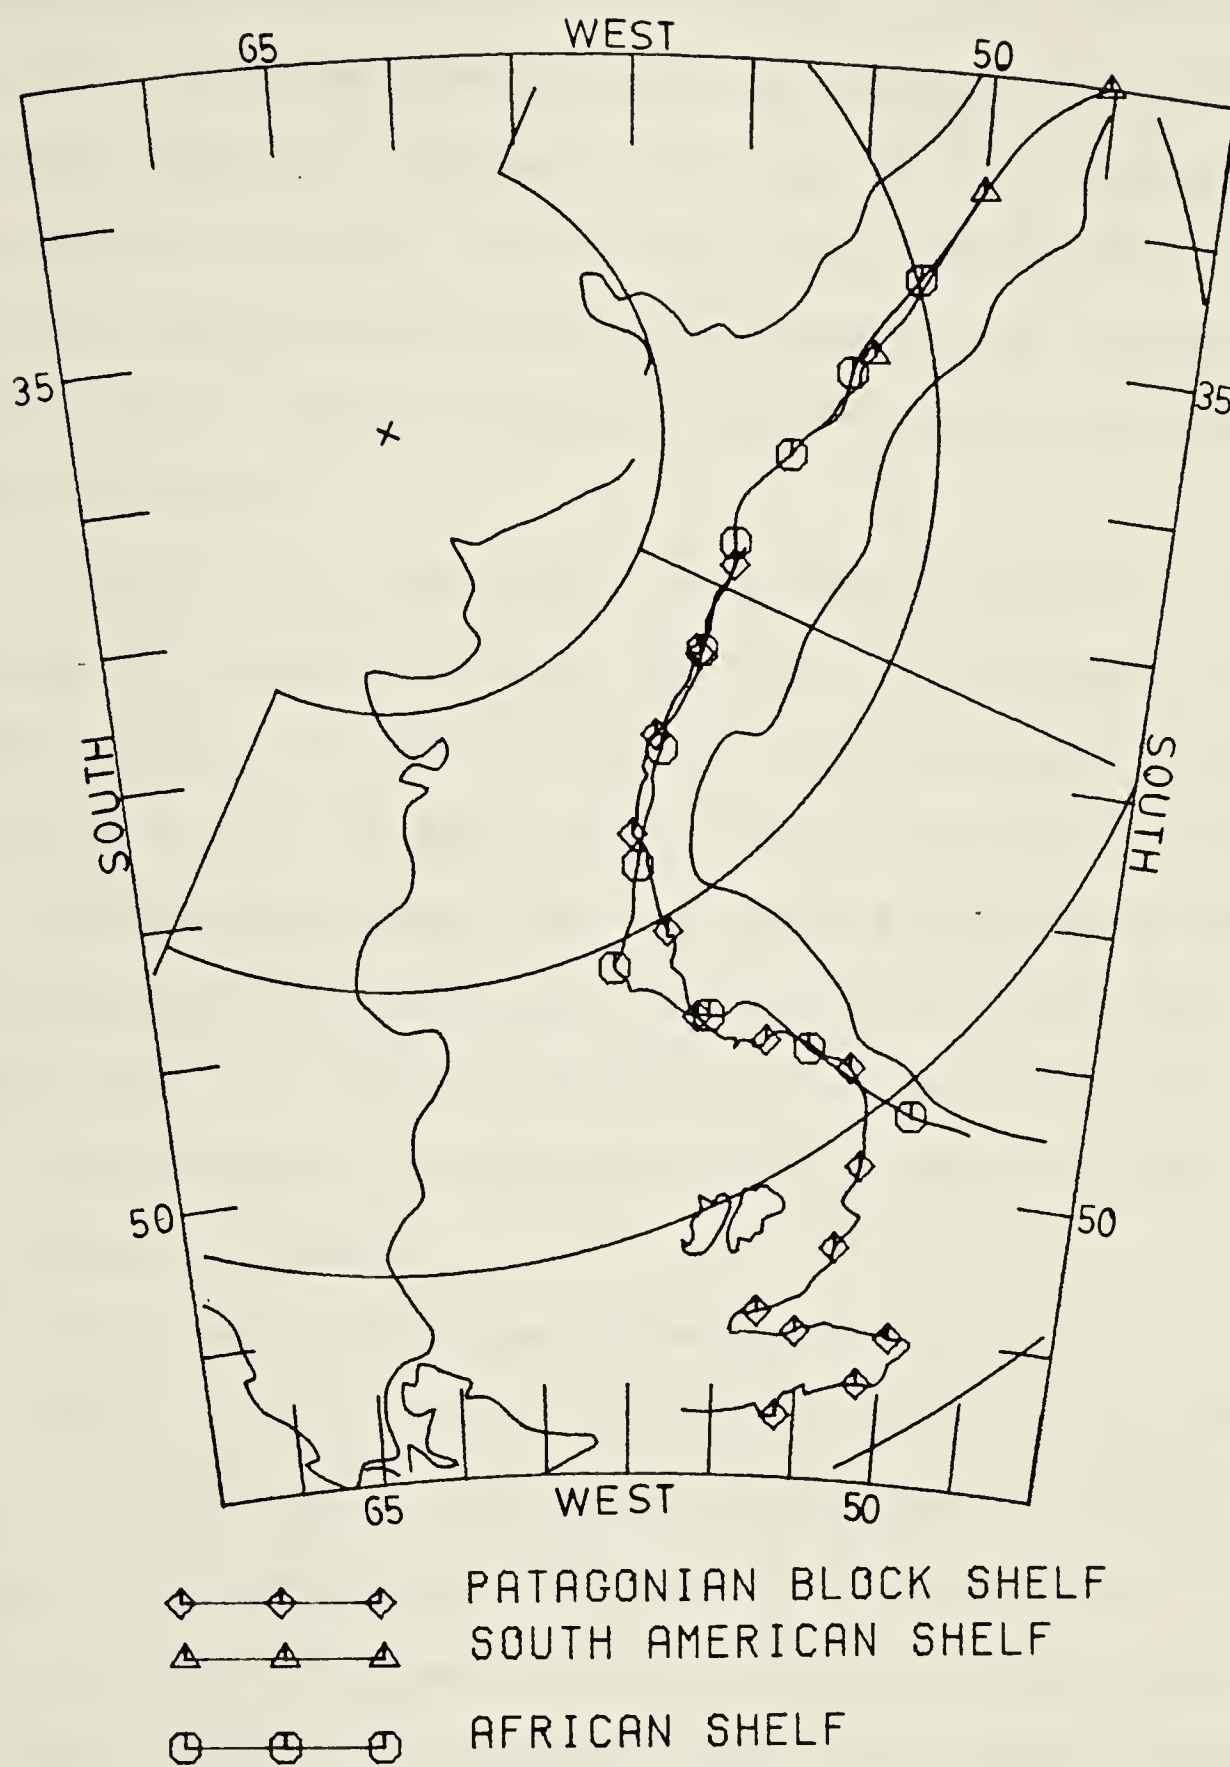 WEST
65 50
35 35
SOUTH SOUTH
50 50
65 WEST 50
PATAGONIAN BLOCK SHELF
SOUTH AMERICAN SHELF
AFRICAN SHELF